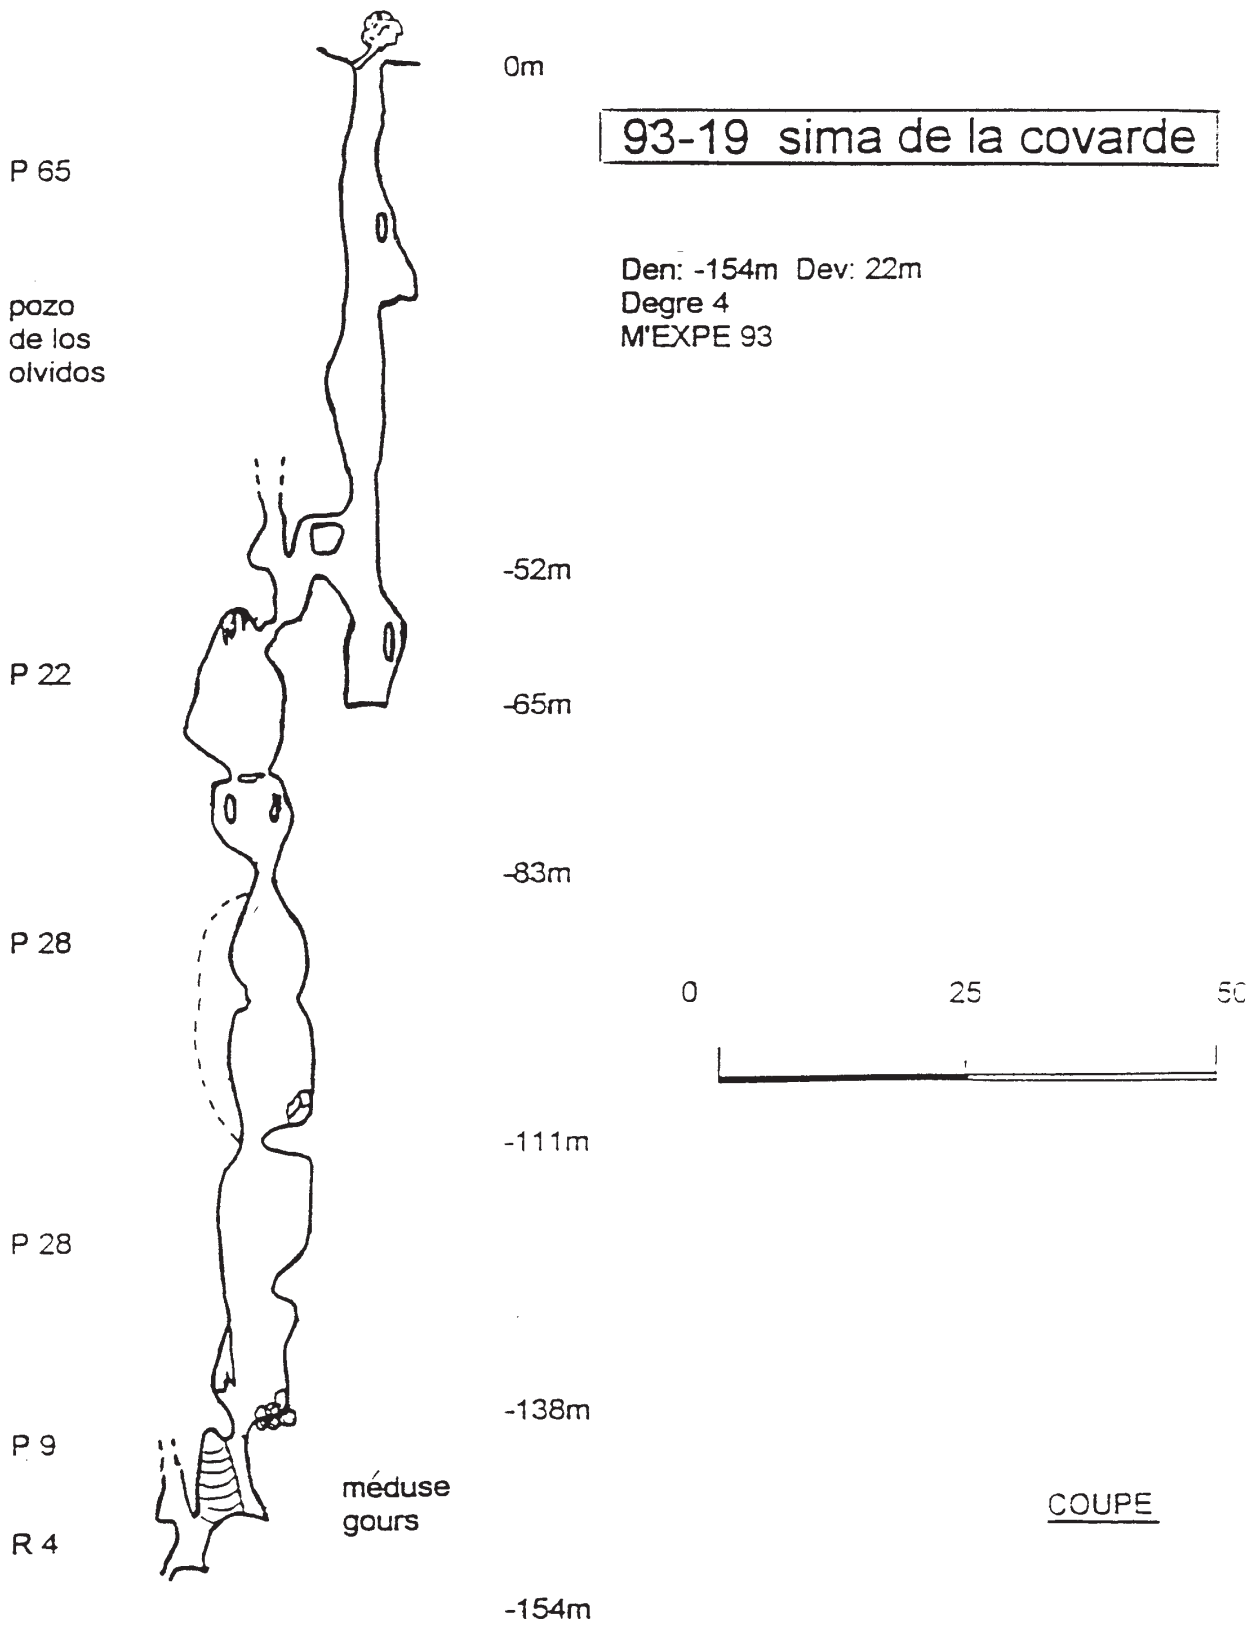 0m
93-19 sima de la covarde
P 65
Den: -154m Dev: 22m
Degre 4
M'EXPE 93
pozo
de los
olvidos
-52m
P 22
-65m
-83m
P 28
0 25 50
-111m
P 28
-138m
P 9
méduse
gours
COUPE
R 4
-154m